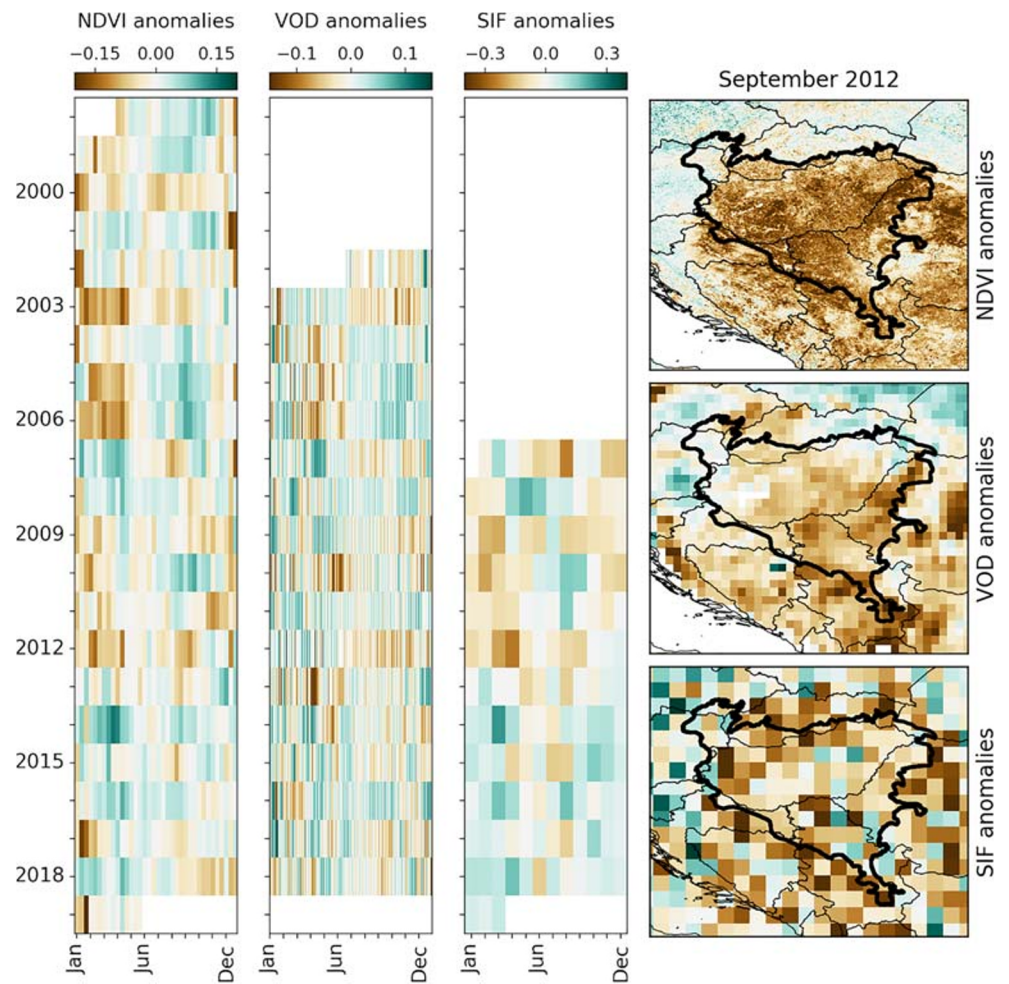 NDVI anomalies
−0.15 0.00 0.15
VOD anomalies
−0.1 0.0 0.1
SIF anomalies
−0.3 0.0 0.3
2000
2003
2006
2009
2012
2015
2018
Jan Jun Dec
Jan Jun Dec
Jan Jun Dec
September 2012
NDVI anomalies
VOD anomalies
SIF anomalies